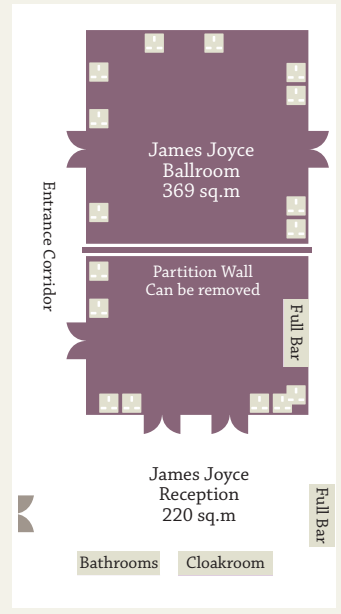 James Joyce
Ballroom
369 sq.m
Entrance Corridor
Partition Wall
Can be removed
Full Bar
James Joyce
Reception
220 sq.m
Full Bar
Bathrooms
Cloakroom